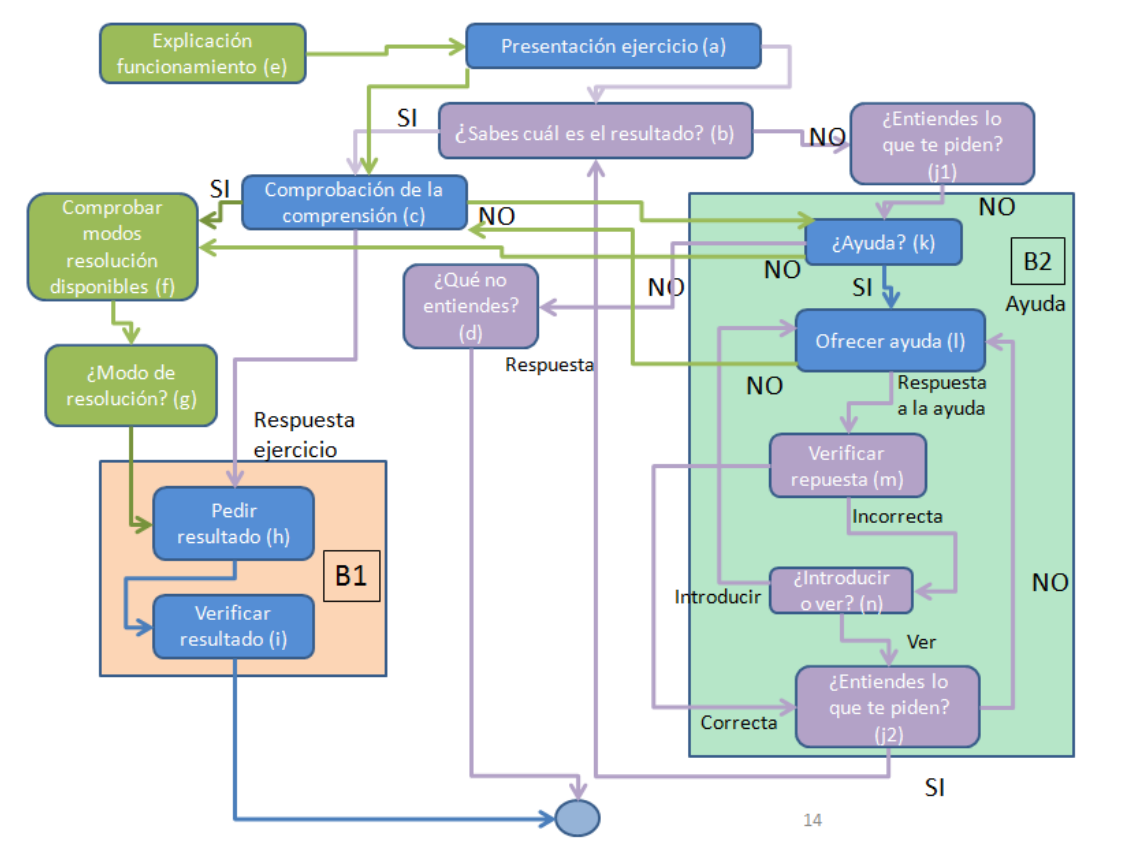 Explicación
funcionamiento (e)
Presentación ejercicio (a)
SI
¿Sabes cuál es el resultado? (b)
NO
¿Entiendes lo
que te piden?
(j1)
SI
Comprobación de la
comprensión (c)
NO
NO
Comprobar
modos
resolución
disponibles (f)
¿Ayuda? (k)
B2
Ayuda
NO
SI
NO
¿Qué no
entiendes?
(d)
Respuesta
Ofrecer ayuda (l)
NO
Respuesta
a la ayuda
¿Modo de
resolución? (g)
Respuesta
ejercicio
Verificar
repuesta (m)
Incorrecta
Pedir
resultado (h)
B1
Verificar
resultado (i)
Introducir
¿Introducir
o ver? (n)
NO
Ver
¿Entiendes lo
que te piden?
(j2)
Correcta
SI
14